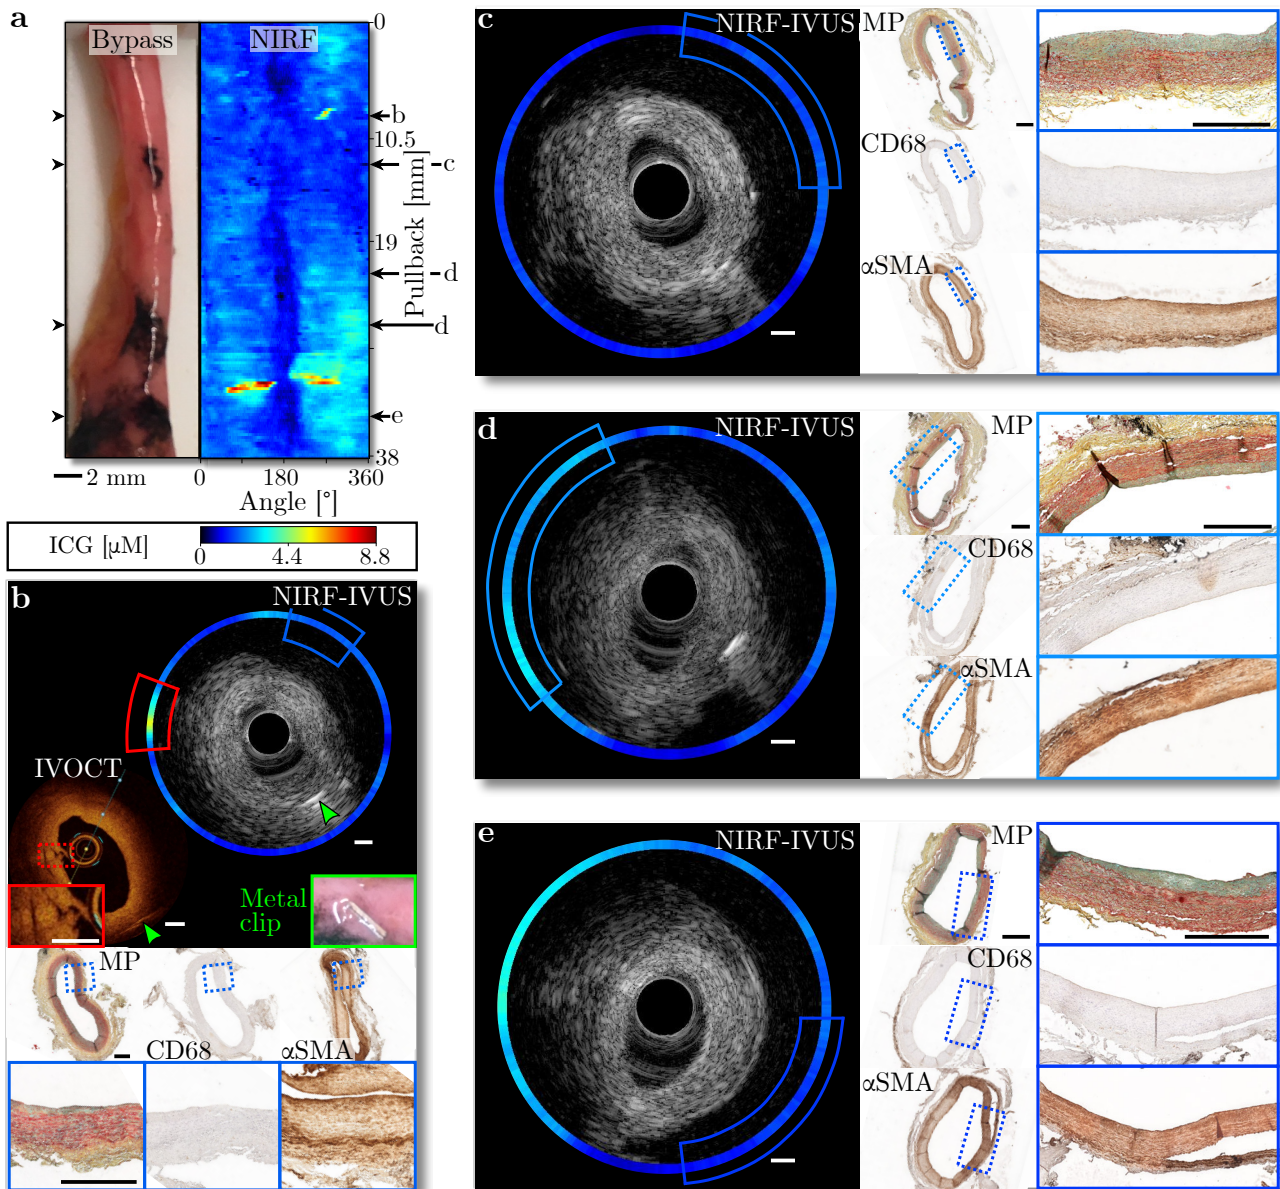 a
Bypass
NIRF
0
b
10.5
c
19
d
d
e
38
Pullback [mm]
2 mm
0
180
360
Angle [°]
ICG [μM]
0
4.4
8.8
b
NIRF-IVUS
IVOCT
Metal
clip
MP
CD68
αSMA
c
NIRF-IVUS
MP
CD68
αSMA
d
NIRF-IVUS
MP
CD68
αSMA
e
NIRF-IVUS
MP
CD68
αSMA